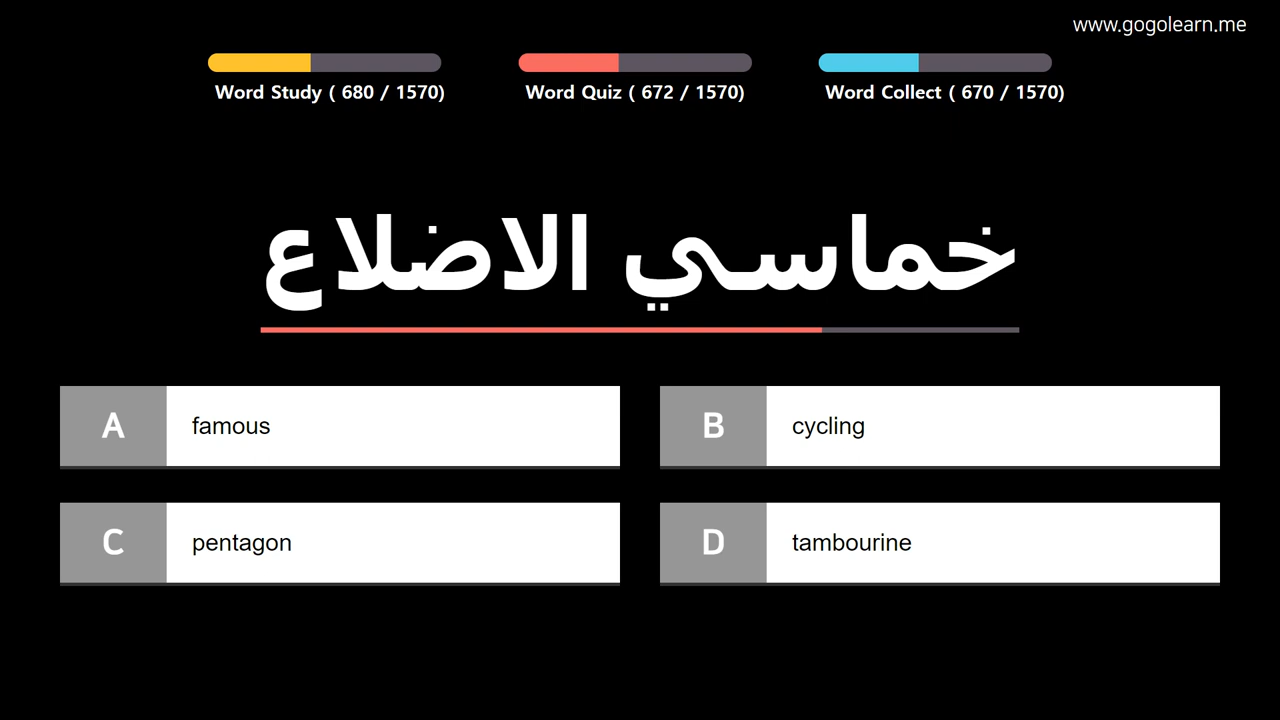 www.gogolearn.me
Word Study ( 680 / 1570)
Word Quiz ( 672 / 1570)
Word Collect ( 670 / 1570)
خماسي الاضلاع
A famous
B cycling
C pentagon
D tambourine